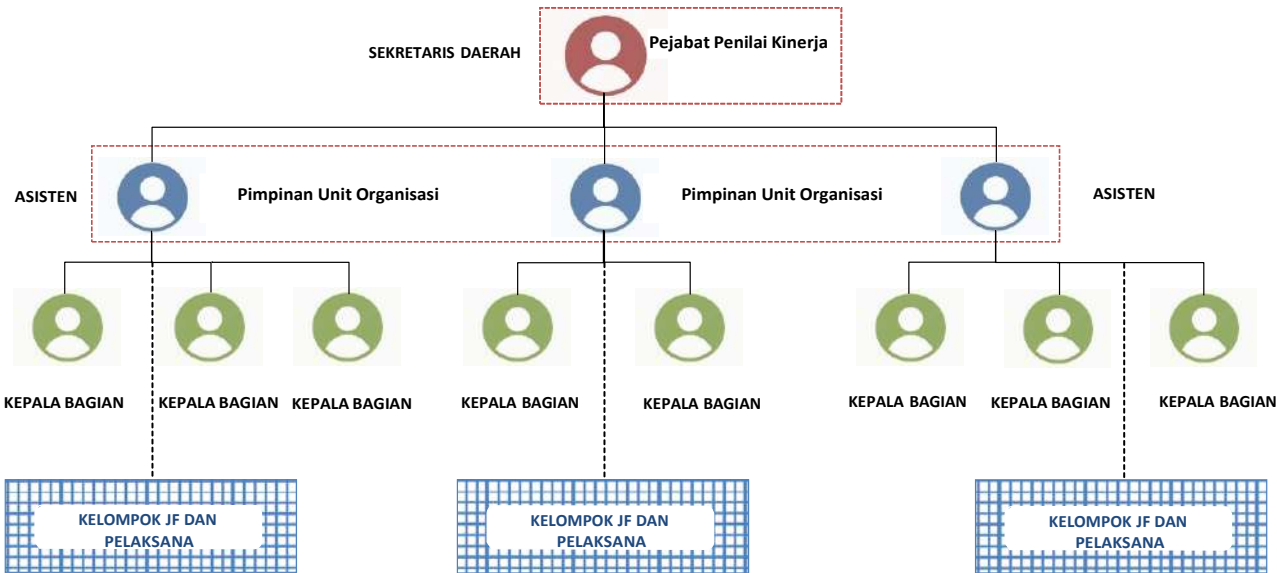 SEKRETARIS DAERAH
Pejabat Penilai Kinerja
ASISTEN
Pimpinan Unit Organisasi
Pimpinan Unit Organisasi
ASISTEN
KEPALA BAGIAN
KEPALA BAGIAN
KEPALA BAGIAN
KEPALA BAGIAN
KEPALA BAGIAN
KEPALA BAGIAN
KEPALA BAGIAN
KEPALA BAGIAN
KELOMPOK JF DAN
PELAKSANA
KELOMPOK JF DAN
PELAKSANA
KELOMPOK JF DAN
PELAKSANA